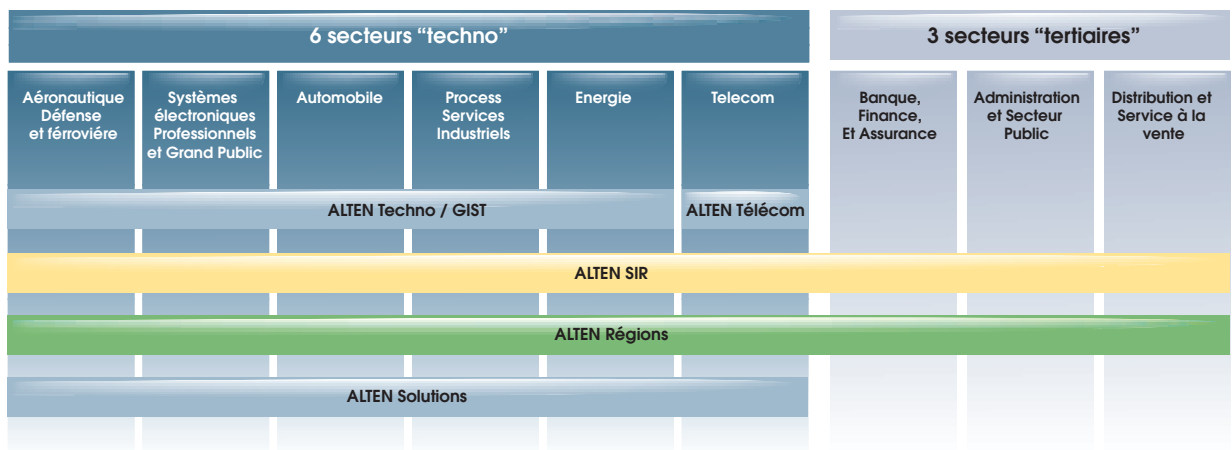 6 secteurs “techno”
3 secteurs “tertiaires”
Aéronautique
Défense
et férroviére
Systèmes
électroniques
Professionnels
et Grand Public
Automobile
Process
Services
Industriels
Energie
Telecom
Banque,
Finance,
Et Assurance
Administration
et Secteur
Public
Distribution et
Service à la
vente
ALTEN Techno / GIST
ALTEN Télécom
ALTEN SIR
ALTEN Régions
ALTEN Solutions